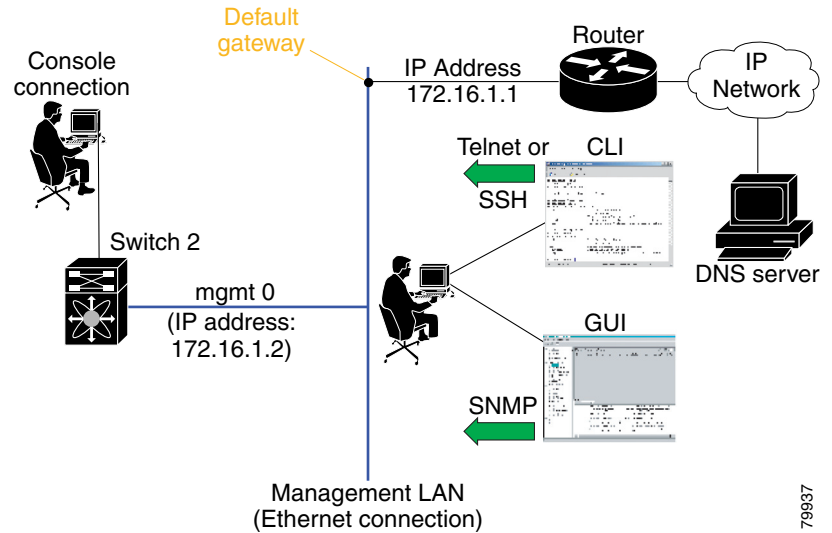 Default
gateway
Router
Console
connection
IP Address
172.16.1.1
IP
Network
Telnet or
SSH
CLI
Switch 2
DNS server
mgmt 0
(IP address:
172.16.1.2)
GUI
SNMP
Management LAN
(Ethernet connection)
79937